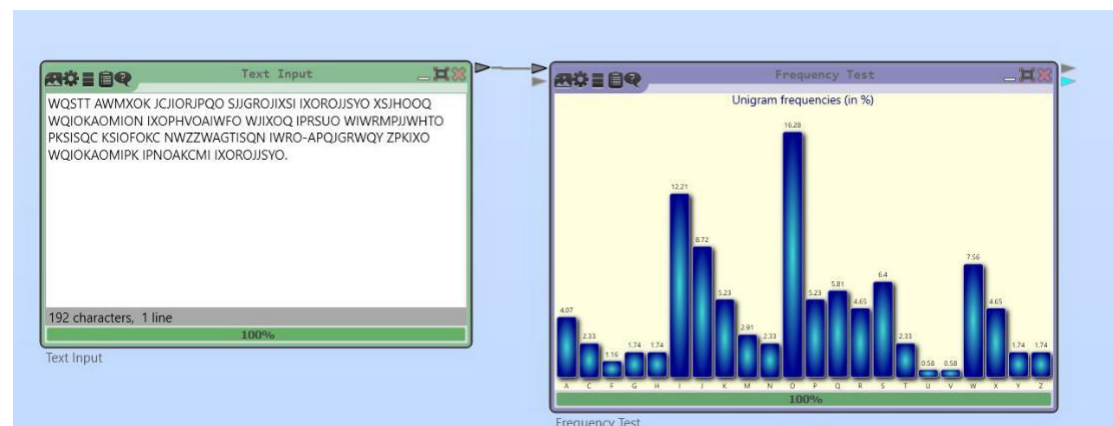 Text Input
WQSTT AWMXOK JCJIORJPQO SJJGROJIXSI IXOROJJSYO XSJHOOQ
WQIOKAOMION IXOPHVOAIWFO WJIXOQ IPRSUO WIWRMPJJWHTO
PKSISQC KSIOFOKC NWZZWAGTISQN IWRO-APQJGRWQY ZPKIXO
WQIOKAOMIPK IPNOAKCMI IXOROJJSYO.
192 characters, 1 line
100%
Text Input
Frequency Test
Unigram frequencies (in %)
16.28
12.21
8.72
7.56
6.4
5.81
5.23
5.23
4.65
4.65
4.07
2.91
2.33
2.33
2.33
1.74
1.74
1.74
1.74
1.16
0.58
0.58
A C F G H I J K M N O P Q R S T U V W X Y Z
100%
Frequency Test